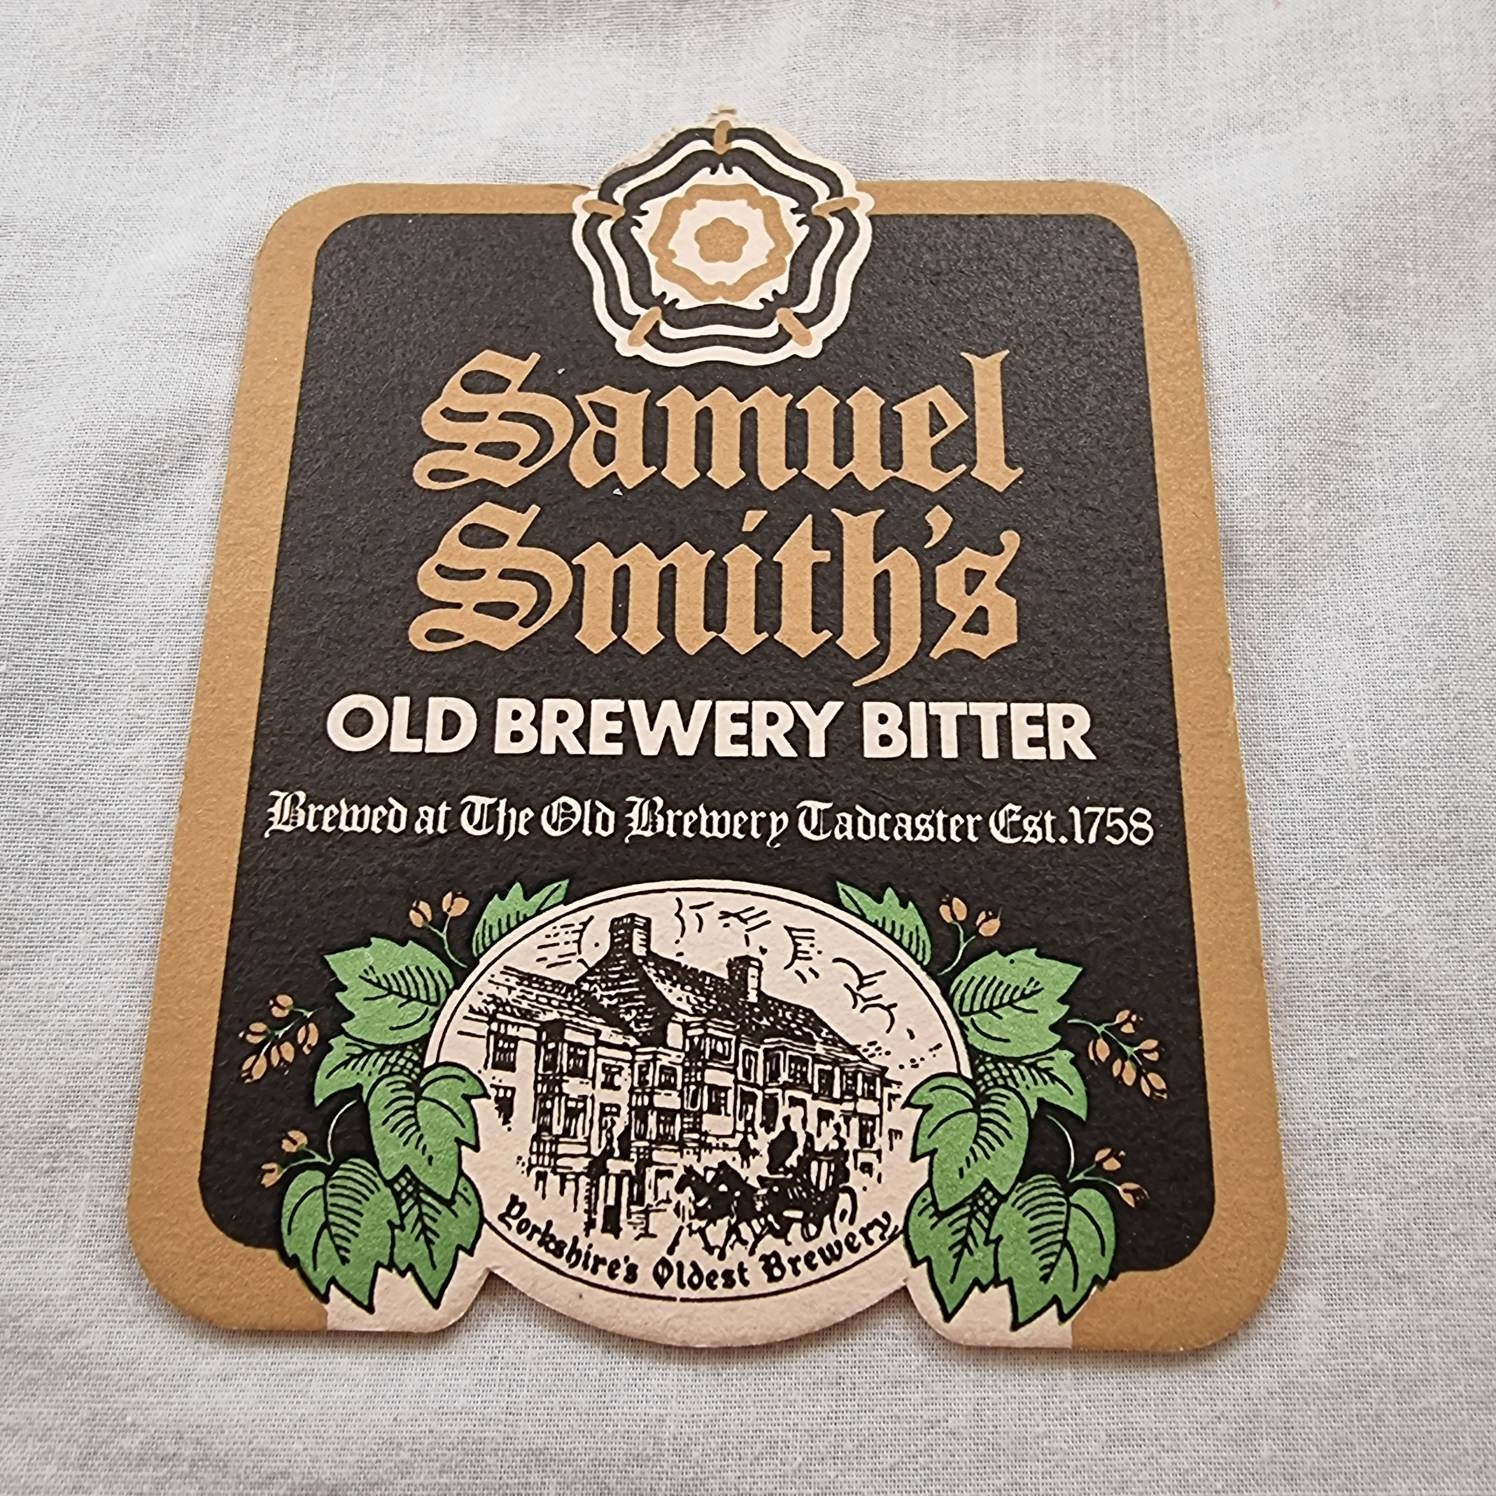 Samuel
Smith's
OLD BREWERY BITTER
Brewed at The Old Brewery Tadcaster Est.1758
Yorkshire's Oldest Brewery